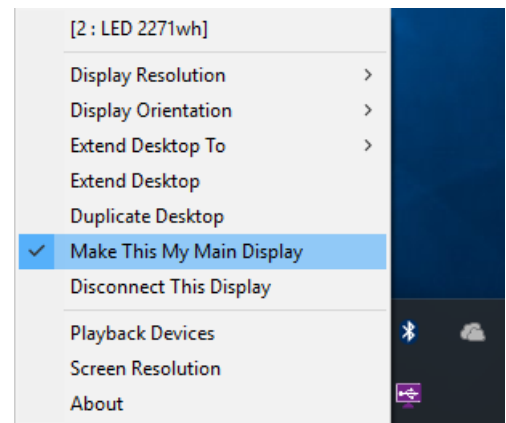 [2 : LED 2271wh]
Display Resolution
Display Orientation
Extend Desktop To
Extend Desktop
Duplicate Desktop
Make This My Main Display
Disconnect This Display
Playback Devices
Screen Resolution
About